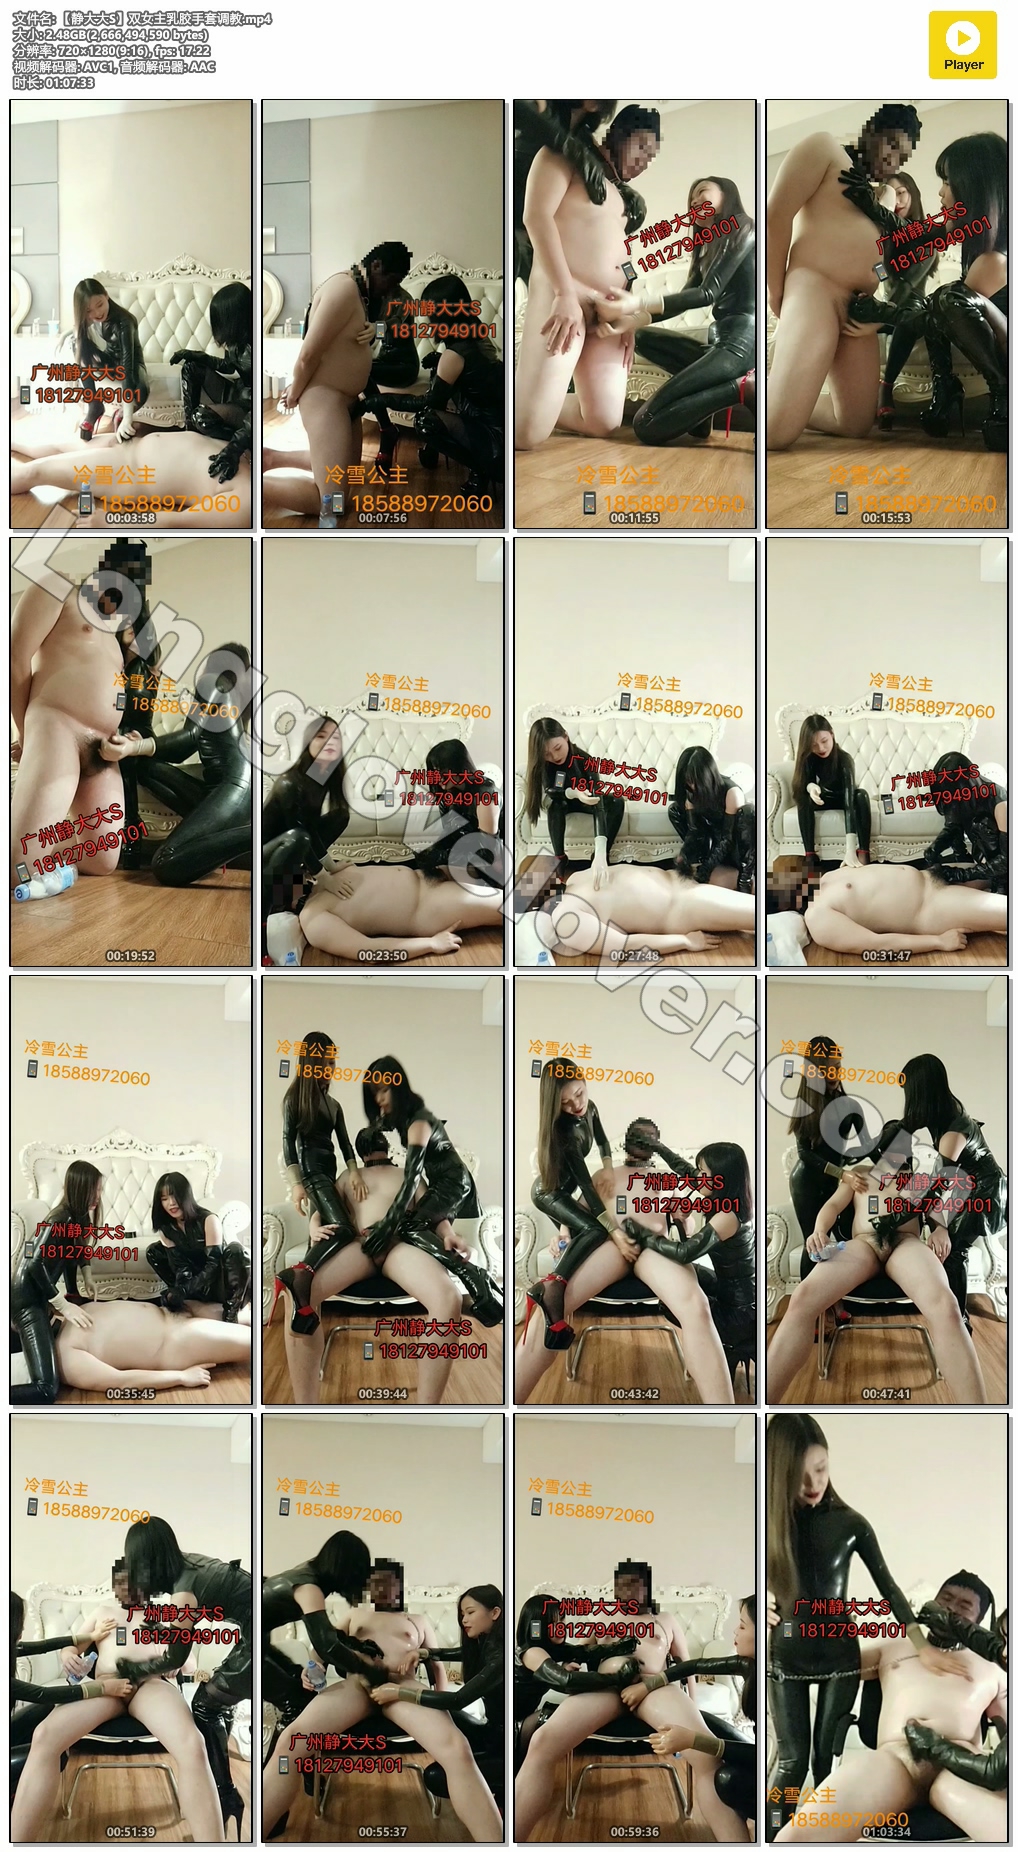 文件名: 【静大大S】双女主乳胶手套调教.mp4
大小: 2.48GB(2,666,494,590 bytes)
分辨率: 720×1280(9:16), fps: 17.22
视频解码器: AVC1, 音频解码器: AAC
时长: 01:07:33
Player
广州静大大S
18127949101
冷雪公主
18588972060
00:03:58
广州静大大S
18127949101
冷雪公主
18588972060
00:07:56
广州静大大S
18127949101
冷雪公主
18588972060
00:11:55
广州静大大S
18127949101
冷雪公主
18588972060
00:15:53
冷雪公主
18588972060
广州静大大S
18127949101
00:19:52
冷雪公主
18588972060
广州静大大S
18127949101
00:23:50
冷雪公主
18588972060
广州静大大S
18127949101
00:27:48
冷雪公主
18588972060
广州静大大S
18127949101
00:31:47
Longglovelover.com
冷雪公主
18588972060
广州静大大S
18127949101
00:35:45
冷雪公主
18588972060
广州静大大S
18127949101
00:39:44
冷雪公主
18588972060
广州静大大S
18127949101
00:43:42
冷雪公主
18588972060
广州静大大S
18127949101
00:47:41
冷雪公主
18588972060
广州静大大S
18127949101
00:51:39
冷雪公主
18588972060
广州静大大S
18127949101
00:55:37
冷雪公主
18588972060
广州静大大S
18127949101
00:59:36
广州静大大S
18127949101
冷雪公主
18588972060
01:03:34